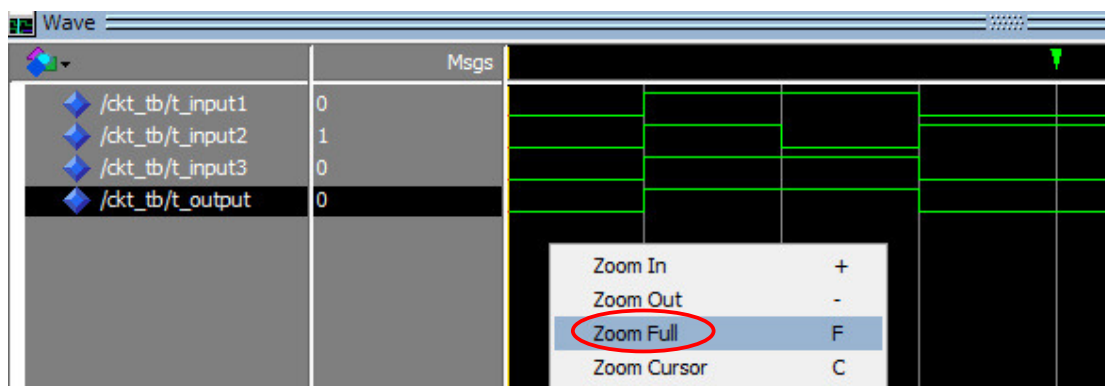 Wave
Msgs
/ckt_tb/t_input1 0
/ckt_tb/t_input2 1
/ckt_tb/t_input3 0
/ckt_tb/t_output 0
Zoom In +
Zoom Out -
Zoom Full F
Zoom Cursor C